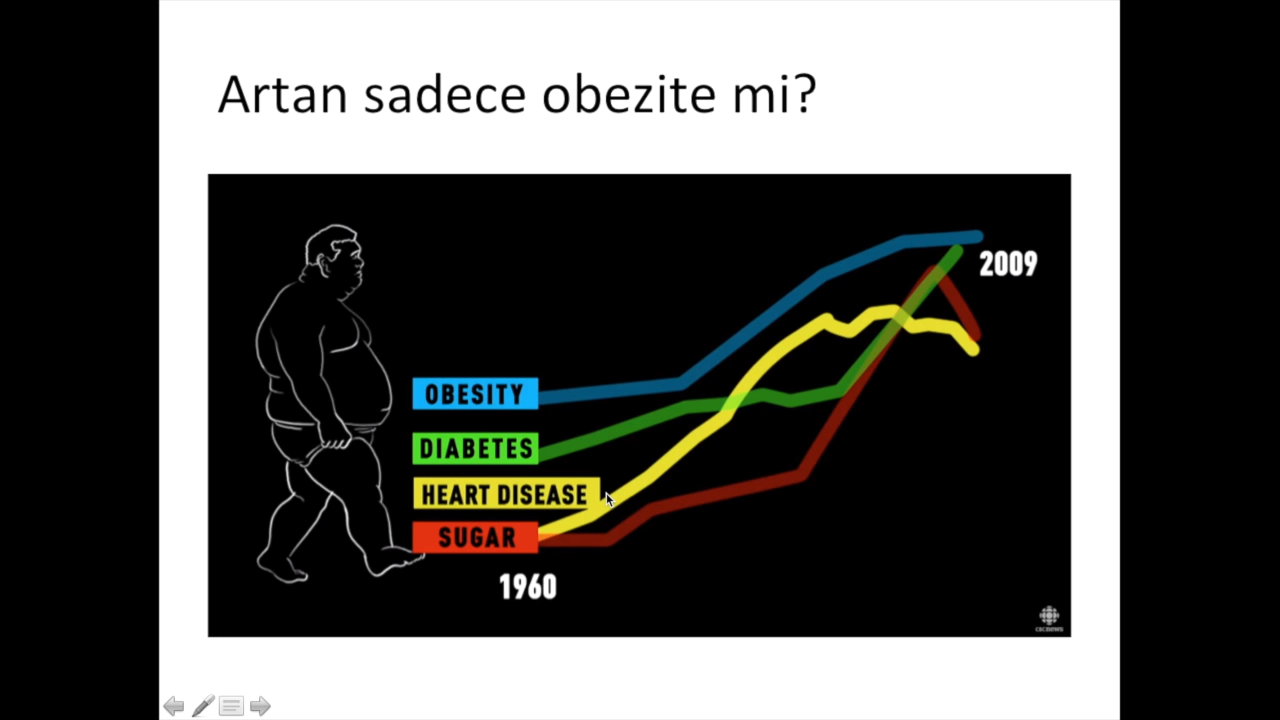 Artan sadece obezite mi?
2009
OBESITY
DIABETES
HEART DISEASE
SUGAR
1960